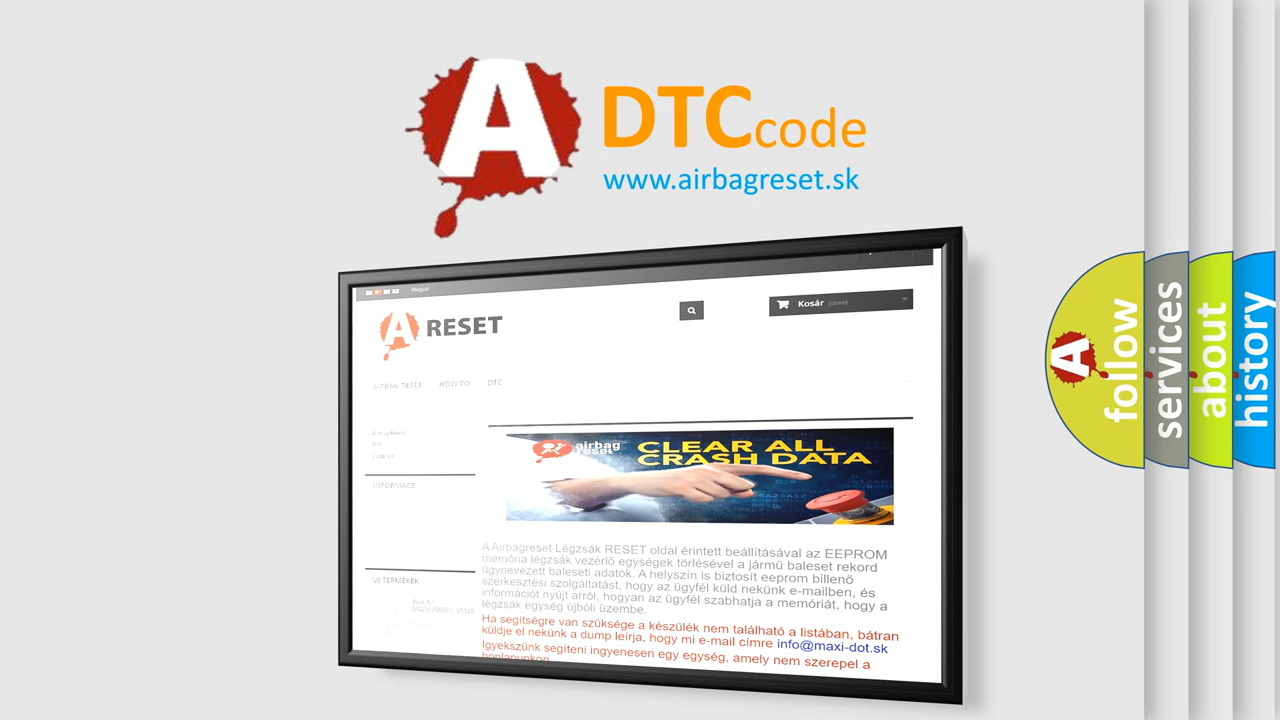 A
DTCcode
www.airbagreset.sk
Magyar
A RESET
Kosár (üres)
AIRBAG RESET HOW TO DTC
INFORMACE
airbag
reset
CLEAR ALL
CRASH DATA
A Airbagreset Légzsák RESET oldal érintett beállításával az EEPROM
memória légzsák vezérlő egységek törlésével a jármű baleset rekord
úgynevezett baleseti adatok. A helyszín is biztosít eeprom billenő
szerkesztési szolgáltatást, hogy az ügyfél küld nekünk e-mailben, és
információt nyújt arról, hogyan az ügyfél szabhatja a memóriát, hogy a
légzsák egység újbóli üzembe.
Ha segítségre van szüksége a készülék nem található a listában, bátran
küldje el nekünk a dump leírja, hogy mi e-mail címre info@maxi-dot.sk
Igyekszünk segíteni ingyenesen egy egység, amely nem szerepel a
honlapunkon
ÚJ TERMÉKEK
A
follow
services
about
history